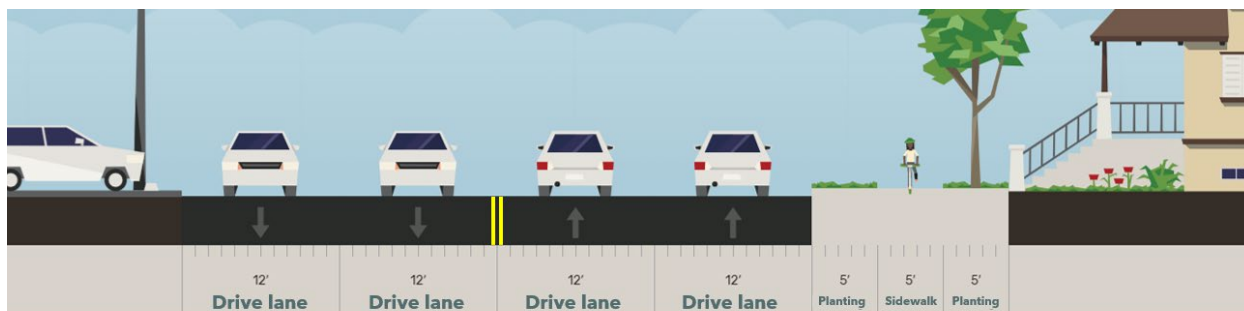 12' 12' 12' 12' 5' 5' 5'
Drive lane Drive lane Drive lane Drive lane Planting Sidewalk Planting